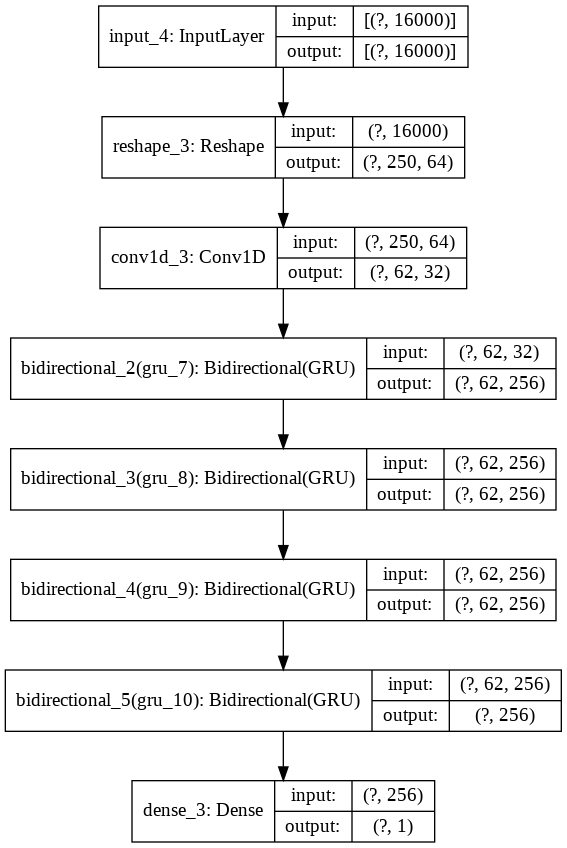 input_4: InputLayer
input: [(?, 16000)]
output: [(?, 16000)]
reshape_3: Reshape
input: (?, 16000)
output: (?, 250, 64)
conv1d_3: Conv1D
input: (?, 250, 64)
output: (?, 62, 32)
bidirectional_2(gru_7): Bidirectional(GRU)
input: (?, 62, 32)
output: (?, 62, 256)
bidirectional_3(gru_8): Bidirectional(GRU)
input: (?, 62, 256)
output: (?, 62, 256)
bidirectional_4(gru_9): Bidirectional(GRU)
input: (?, 62, 256)
output: (?, 62, 256)
bidirectional_5(gru_10): Bidirectional(GRU)
input: (?, 62, 256)
output: (?, 256)
dense_3: Dense
input: (?, 256)
output: (?, 1)